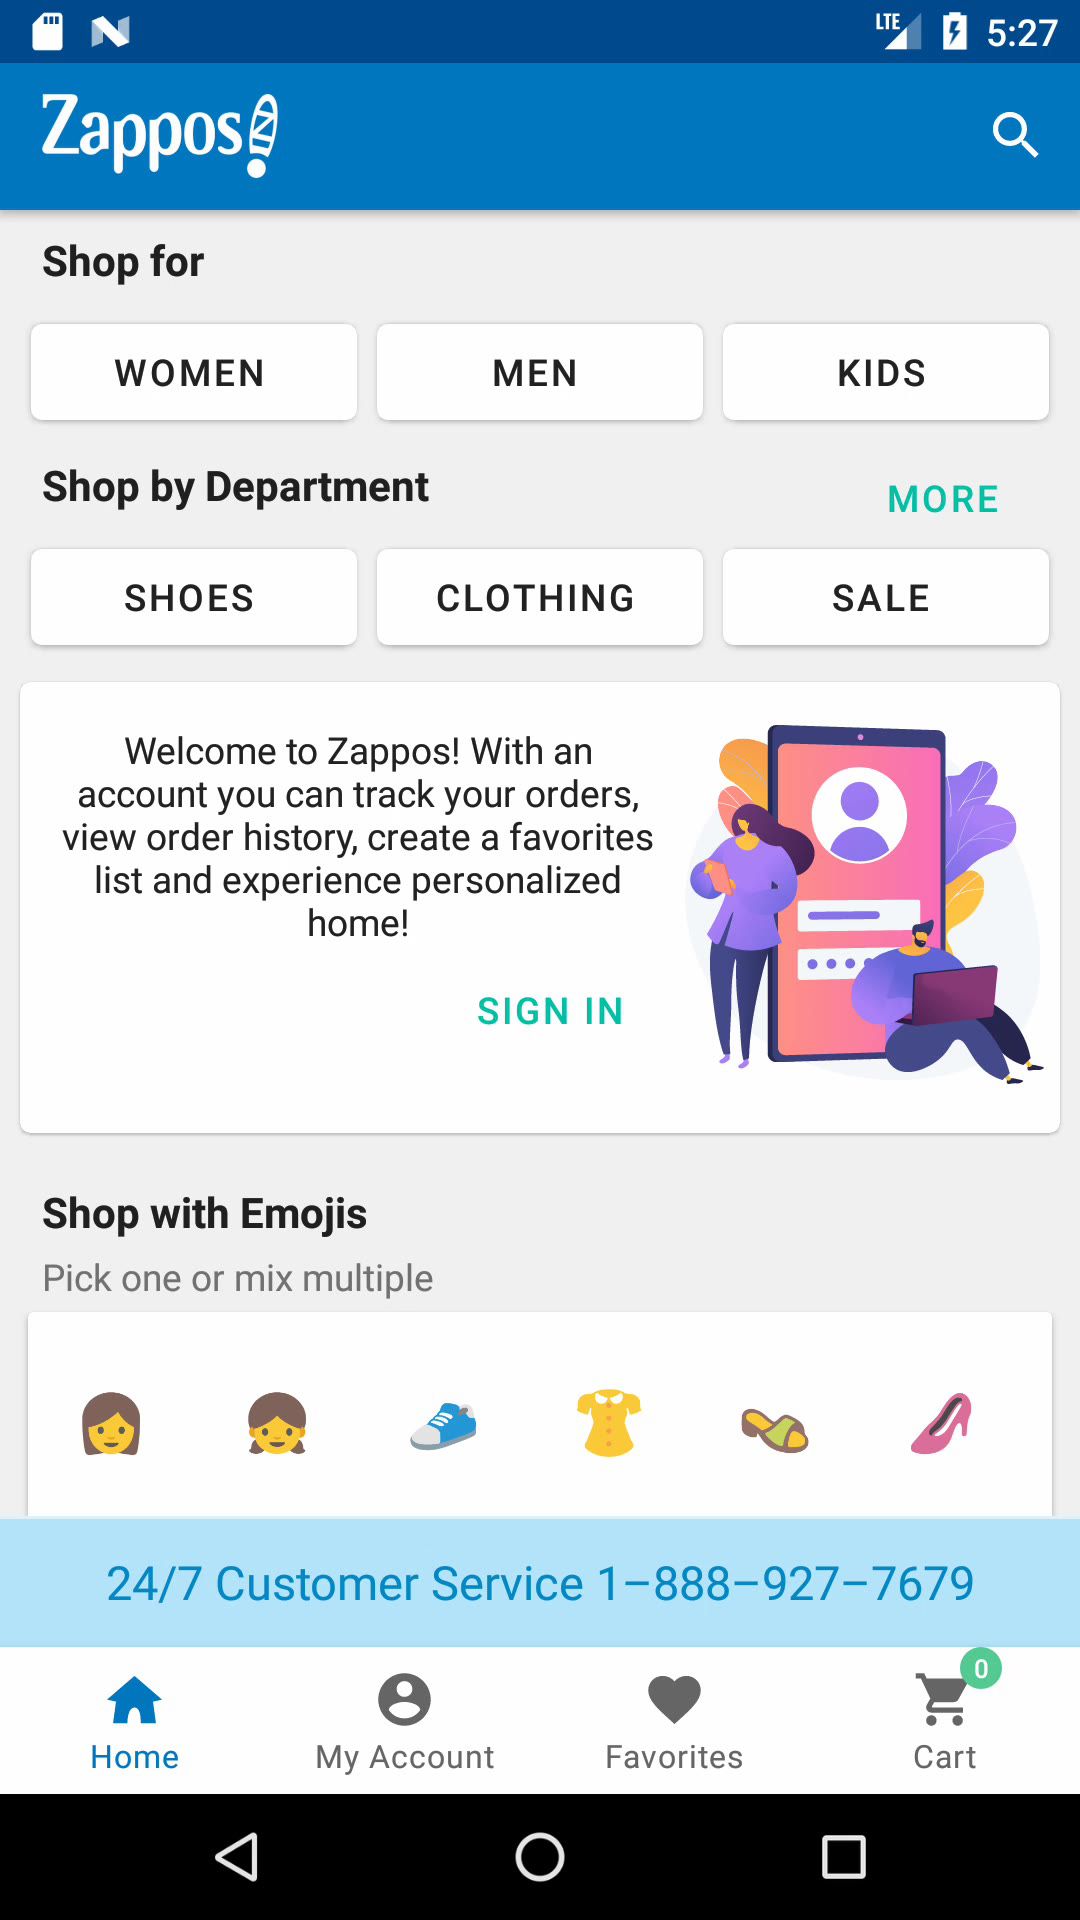 LTE 5:27
Zappos
Shop for
WOMEN MEN KIDS
Shop by Department MORE
SHOES CLOTHING SALE
Welcome to Zappos! With an
account you can track your orders,
view order history, create a favorites
list and experience personalized
home!
SIGN IN
Shop with Emojis
Pick one or mix multiple
24/7 Customer Service 1–888–927–7679
0
Home My Account Favorites Cart